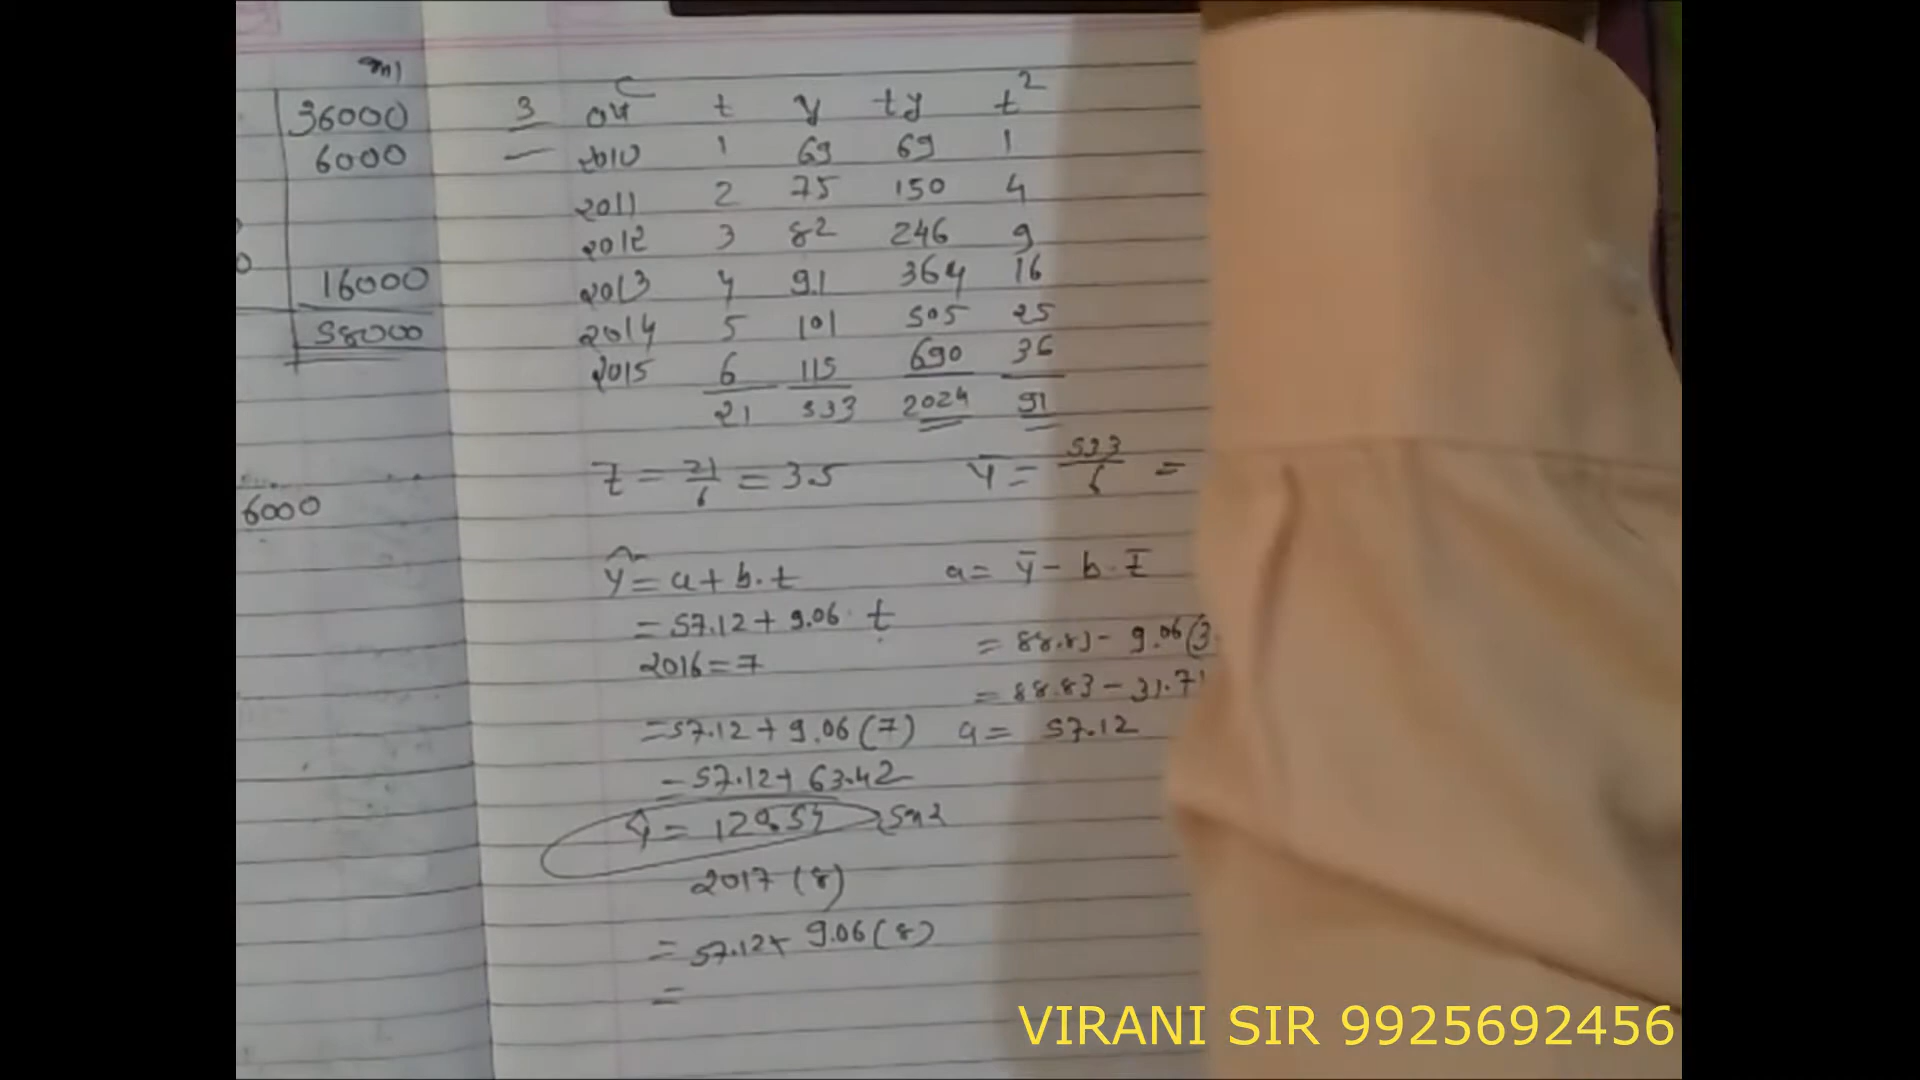 36000
6000
16000
58000
6000
3 t y ty t²
2010 1 69 69 1
2011 2 75 150 4
2012 3 82 246 9
2013 4 91 364 16
2014 5 101 505 25
2015 6 115 690 36
21 533 2024 91
t̄ = 21/6 = 3.5 ȳ = 533/6 =
ŷ = a + b.t a = ȳ - b.t̄
= 57.12 + 9.06 t = 88.83 - 9.06(3.
2016 = 7 = 88.83 - 31.71
= 57.12 + 9.06 (7) a = 57.12
= 57.12 + 63.42
ŷ =
2017 (8)
= 57.12 + 9.06 (8)
=
VIRANI SIR 9925692456